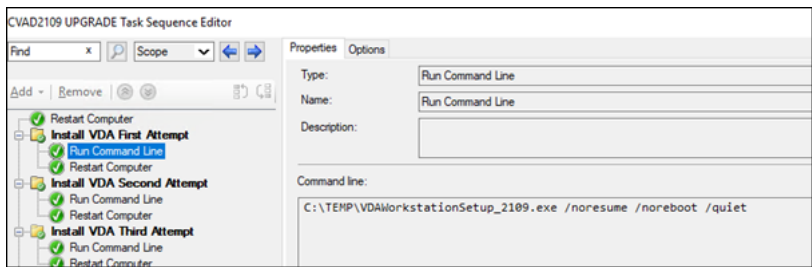 CVAD2109 UPGRADE Task Sequence Editor
Find x Scope
Properties Options
Add Remove
Type: Run Command Line
Name: Run Command Line
Description:
Command line:
C:\TEMP\VDAWorkstationSetup_2109.exe /noresume /noreboot /quiet
Restart Computer
Install VDA First Attempt
Run Command Line
Restart Computer
Install VDA Second Attempt
Run Command Line
Restart Computer
Install VDA Third Attempt
Run Command Line
Restart Computer